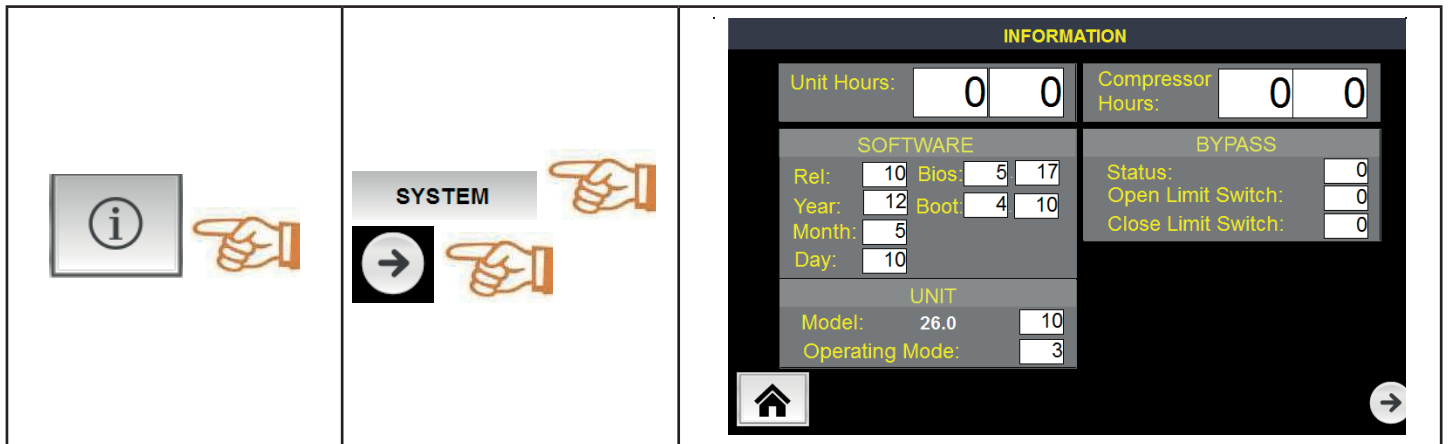 i
SYSTEM
INFORMATION
Unit Hours: 0 0
Compressor Hours: 0 0
SOFTWARE
Rel: 10 Bios: 5 17
Year: 12 Boot: 4 10
Month: 5
Day: 10
UNIT
Model: 26.0 10
Operating Mode: 3
BYPASS
Status: 0
Open Limit Switch: 0
Close Limit Switch: 0